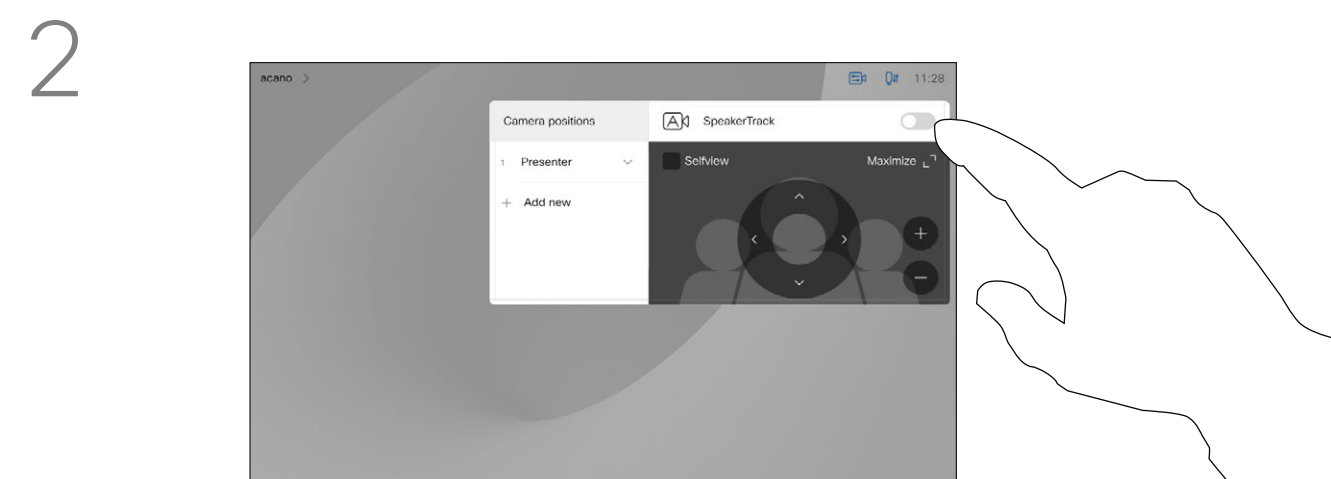 2
acano >
11:28
Camera positions
SpeakerTrack
1 Presenter
Selfview
Maximize
+ Add new
+
−